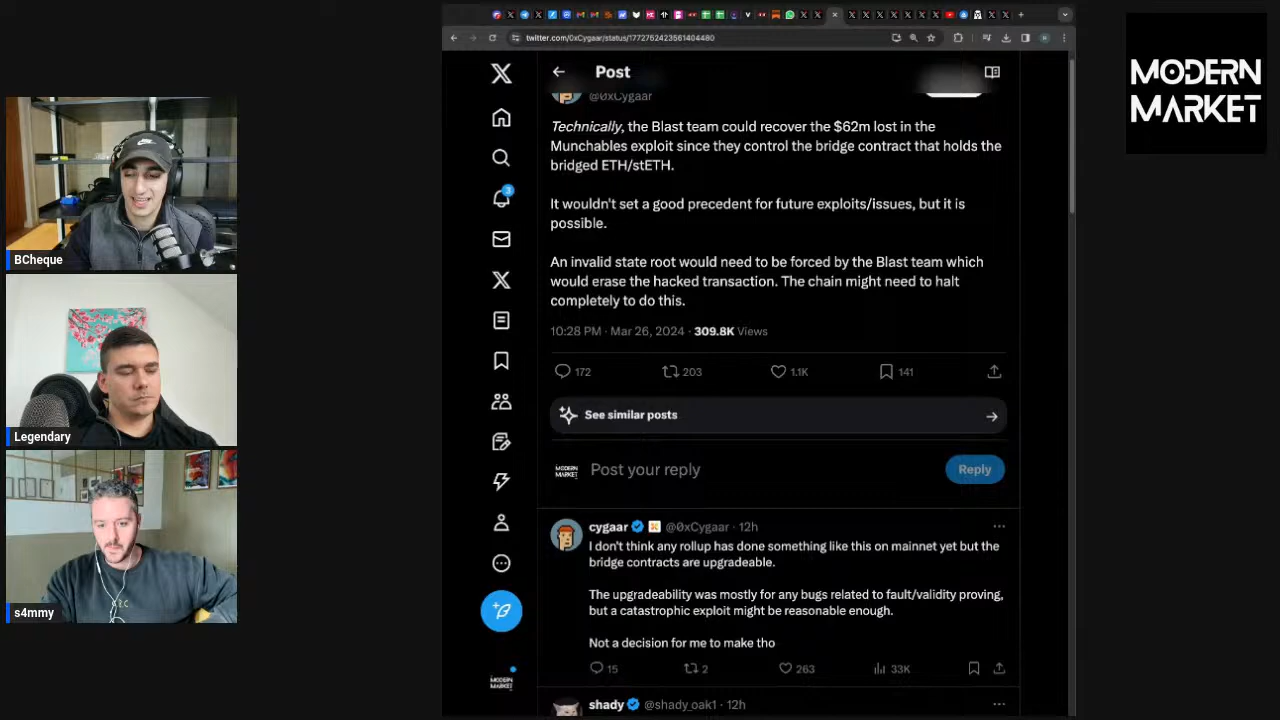 twitter.com/0xCygaar/status/1772762423561404480
MODERN
MARKET
Post
@0xCygaar
Technically, the Blast team could recover the $62m lost in the
Munchables exploit since they control the bridge contract that holds the
bridged ETH/stETH.
It wouldn't set a good precedent for future exploits/issues, but it is
possible.
An invalid state root would need to be forced by the Blast team which
would erase the hacked transaction. The chain might need to halt
completely to do this.
10:28 PM · Mar 26, 2024 · 309.8K Views
172 203 1.1K 141
See similar posts
MODERN
MARKET
Post your reply
Reply
cygaar @0xCygaar · 12h
I don't think any rollup has done something like this on mainnet yet but the
bridge contracts are upgradeable.
The upgradeability was mostly for any bugs related to fault/validity proving,
but a catastrophic exploit might be reasonable enough.
Not a decision for me to make tho
15 2 263 33K
shady @shady_oak1 · 12h
3
MODERN
MARKET
BCheque
Legendary
s4mmy